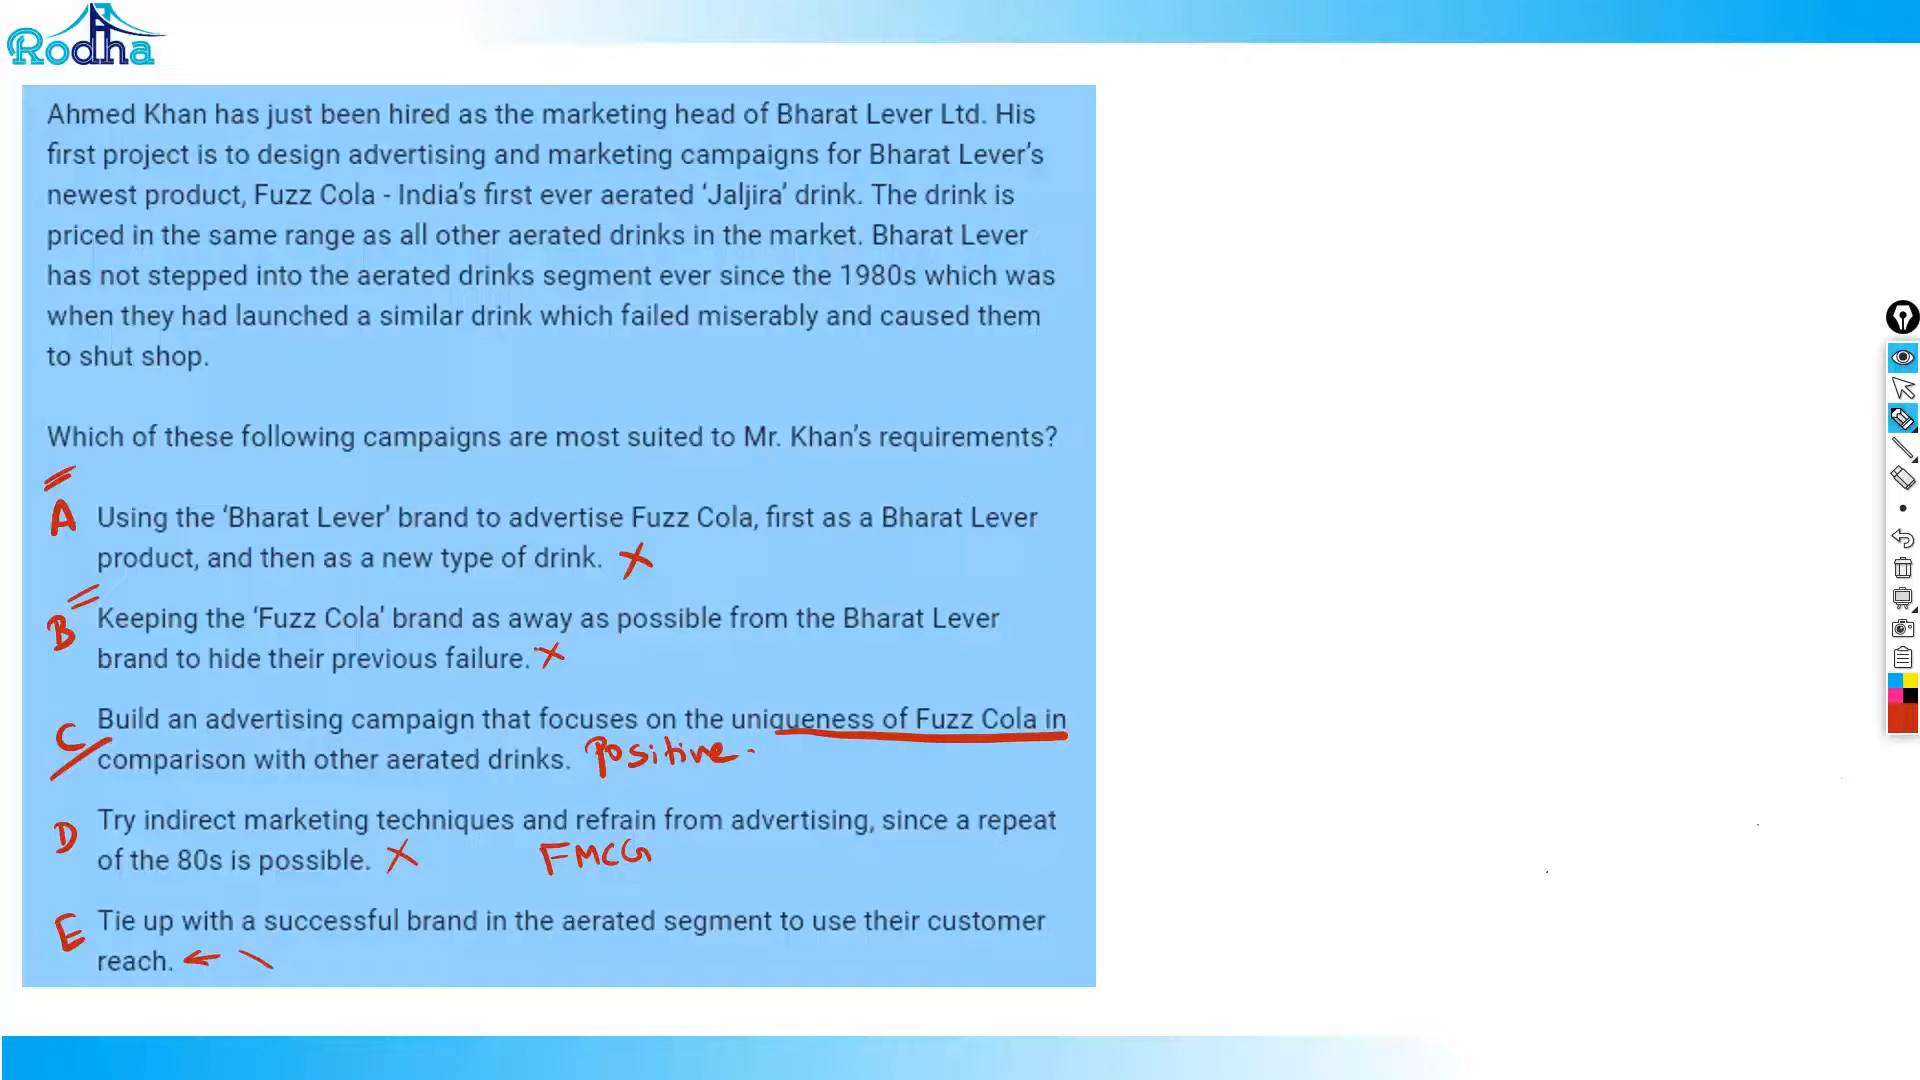 Rodha
Ahmed Khan has just been hired as the marketing head of Bharat Lever Ltd. His
first project is to design advertising and marketing campaigns for Bharat Lever's
newest product, Fuzz Cola - India's first ever aerated 'Jaljira' drink. The drink is
priced in the same range as all other aerated drinks in the market. Bharat Lever
has not stepped into the aerated drinks segment ever since the 1980s which was
when they had launched a similar drink which failed miserably and caused them
to shut shop.
Which of these following campaigns are most suited to Mr. Khan's requirements?
A Using the 'Bharat Lever' brand to advertise Fuzz Cola, first as a Bharat Lever
product, and then as a new type of drink. X
B Keeping the 'Fuzz Cola' brand as away as possible from the Bharat Lever
brand to hide their previous failure. X
C Build an advertising campaign that focuses on the uniqueness of Fuzz Cola in
comparison with other aerated drinks. Positive.
D Try indirect marketing techniques and refrain from advertising, since a repeat
of the 80s is possible. X FMCG
E Tie up with a successful brand in the aerated segment to use their customer
reach.